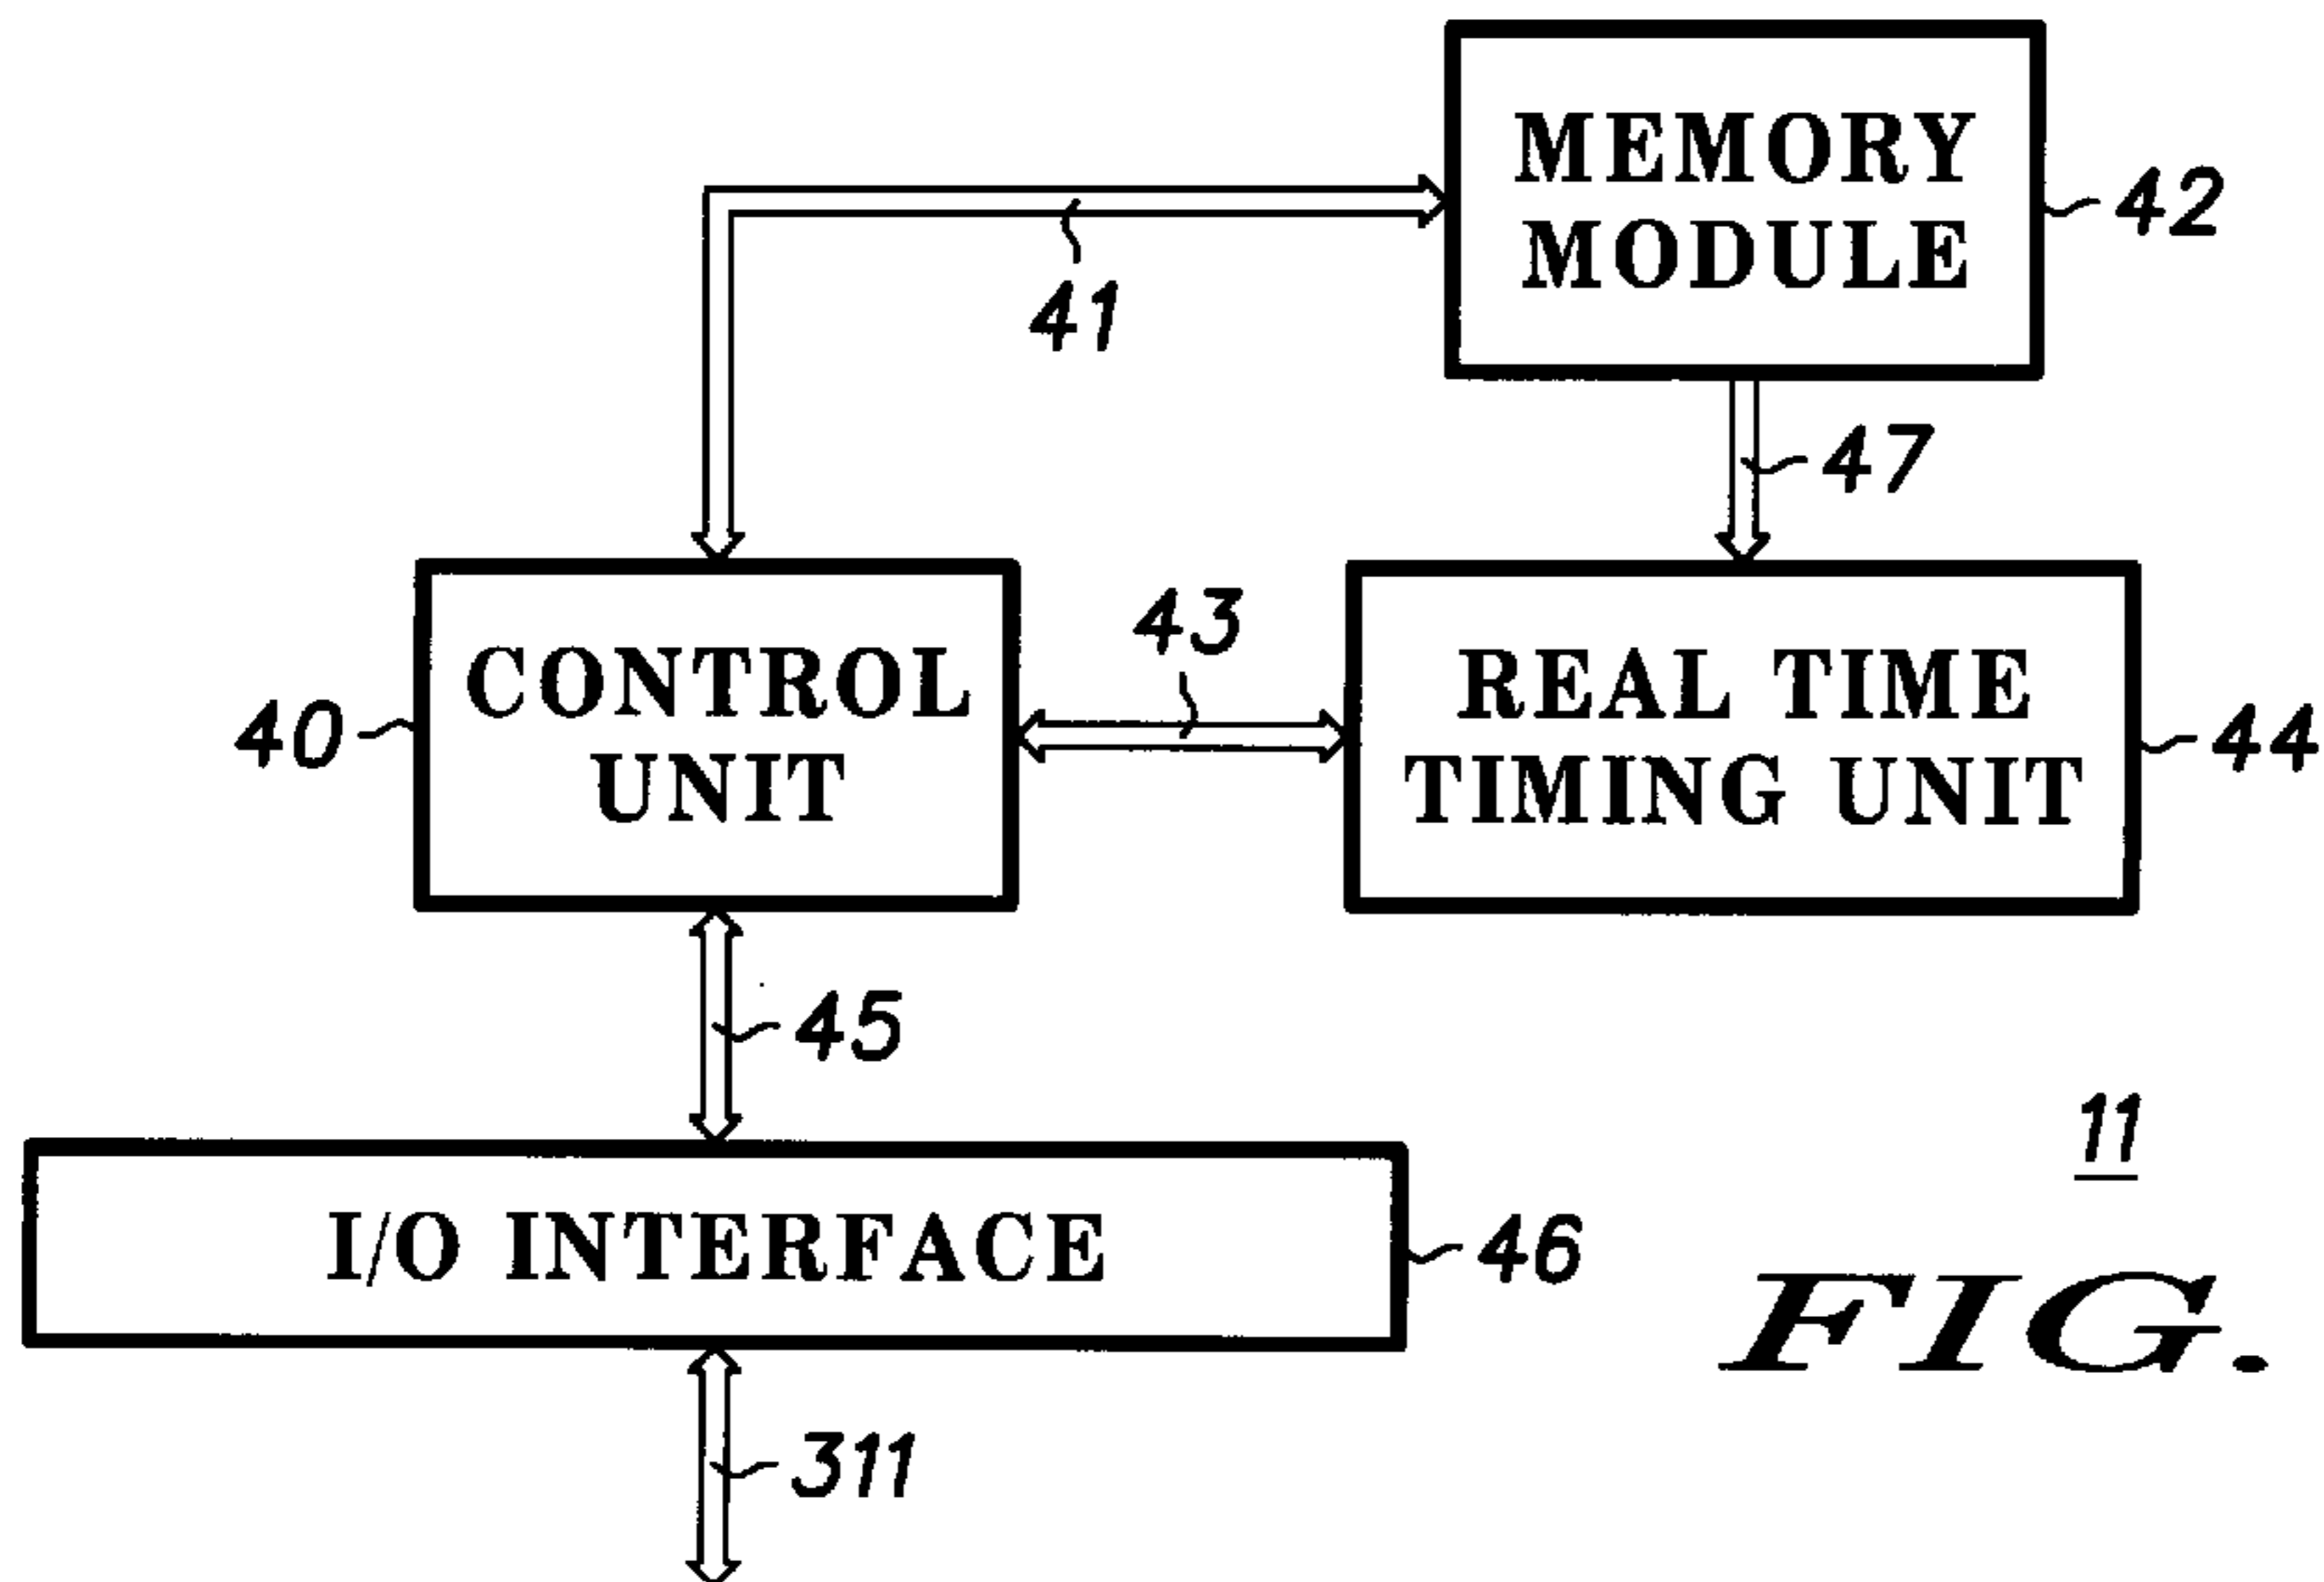 MEMORY
MODULE
42
41
47
CONTROL
UNIT
40
43
REAL TIME
TIMING UNIT
44
45
I/O INTERFACE
46
11
FIG.
311